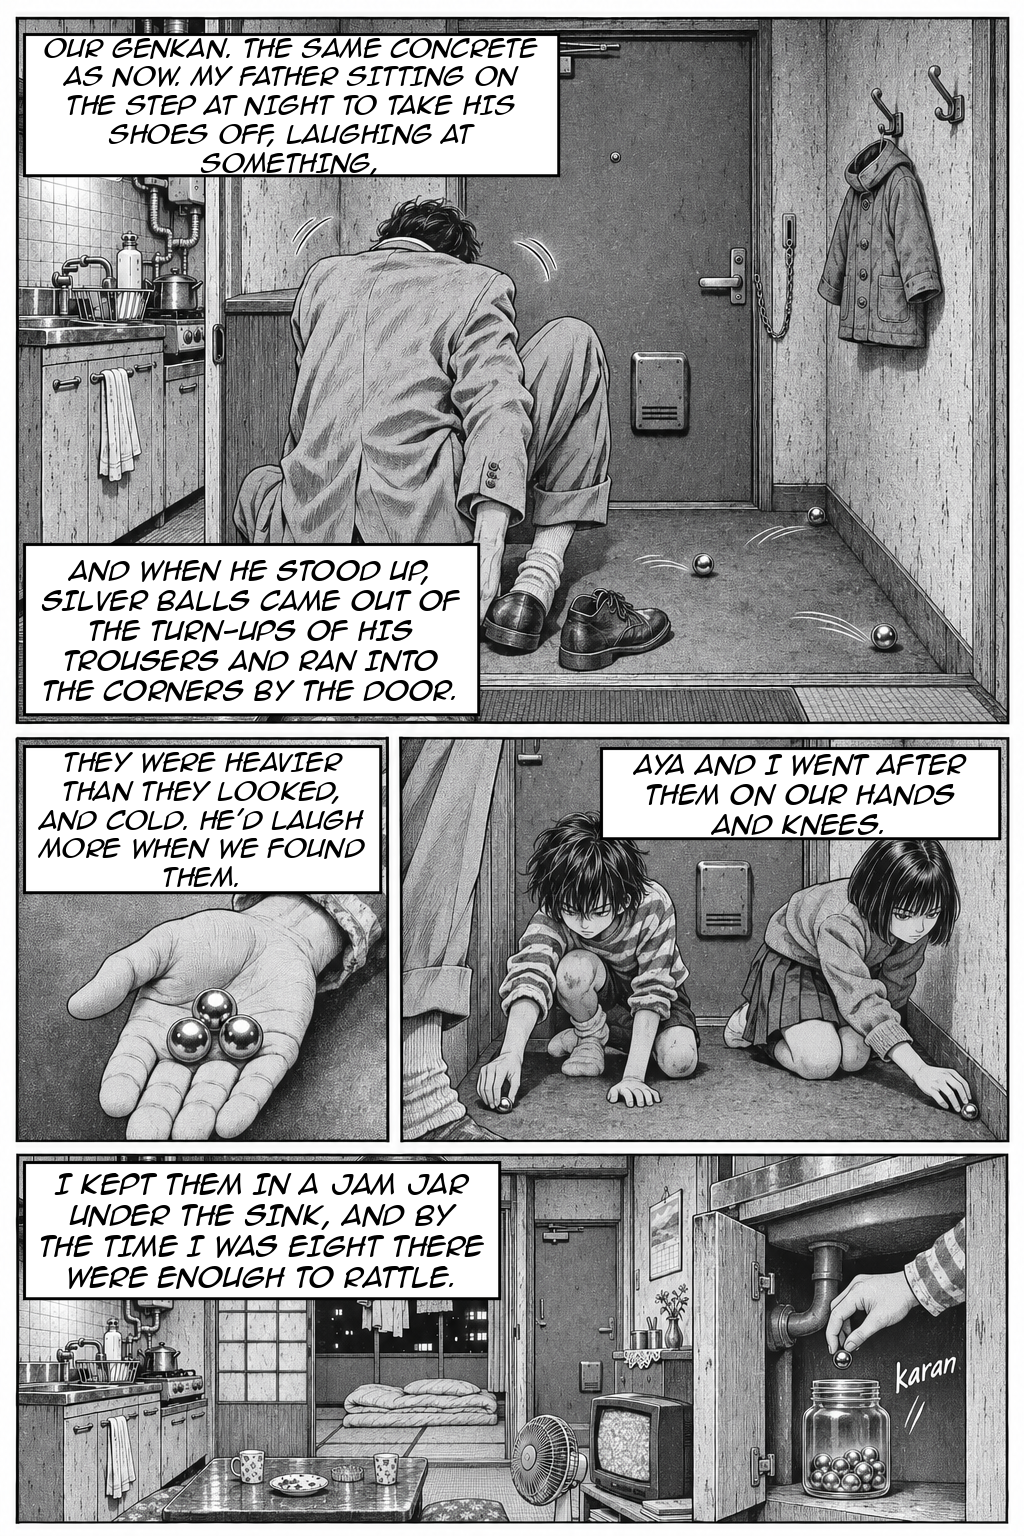 OUR GENKAN. THE SAME CONCRETE
AS NOW. MY FATHER SITTING ON
THE STEP AT NIGHT TO TAKE HIS
SHOES OFF, LAUGHING AT
SOMETHING,
AND WHEN HE STOOD UP,
SILVER BALLS CAME OUT OF
THE TURN-UPS OF HIS
TROUSERS AND RAN INTO
THE CORNERS BY THE DOOR.
THEY WERE HEAVIER
THAN THEY LOOKED,
AND COLD. HE'D LAUGH
MORE WHEN WE FOUND
THEM.
AYA AND I WENT AFTER
THEM ON OUR HANDS
AND KNEES.
I KEPT THEM IN A JAM JAR
UNDER THE SINK, AND BY
THE TIME I WAS EIGHT THERE
WERE ENOUGH TO RATTLE.
karan